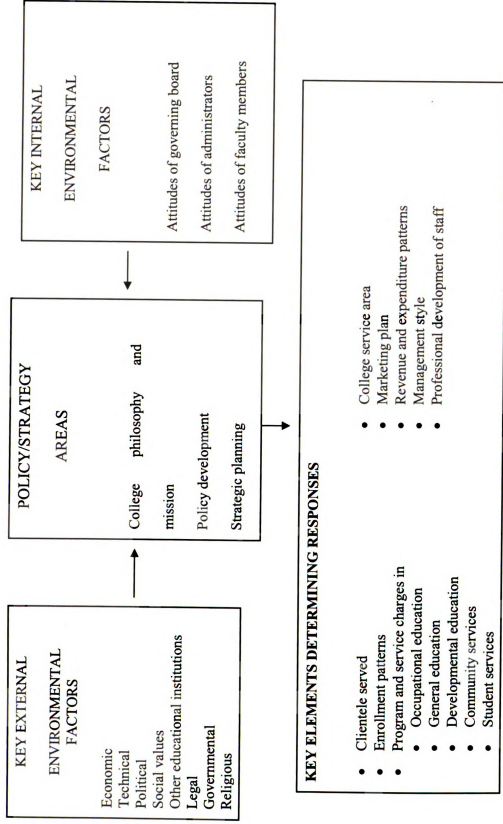 KEY EXTERNAL
ENVIRONMENTAL
FACTORS
Economic
Technical
Political
Social values
Other educational institutions
Legal
Governmental
Religious
POLICY/STRATEGY
AREAS
College philosophy and
mission
Policy development
Strategic planning
KEY INTERNAL
ENVIRONMENTAL
FACTORS
Attitudes of governing board
Attitudes of administrators
Attitudes of faculty members
KEY ELEMENTS DETERMINING RESPONSES
• Clientele served
• Enrollment patterns
• Program and service charges in
• Occupational education
• General education
• Developmental education
• Community services
• Student services
• College service area
• Marketing plan
• Revenue and expenditure patterns
• Management style
• Professional development of staff